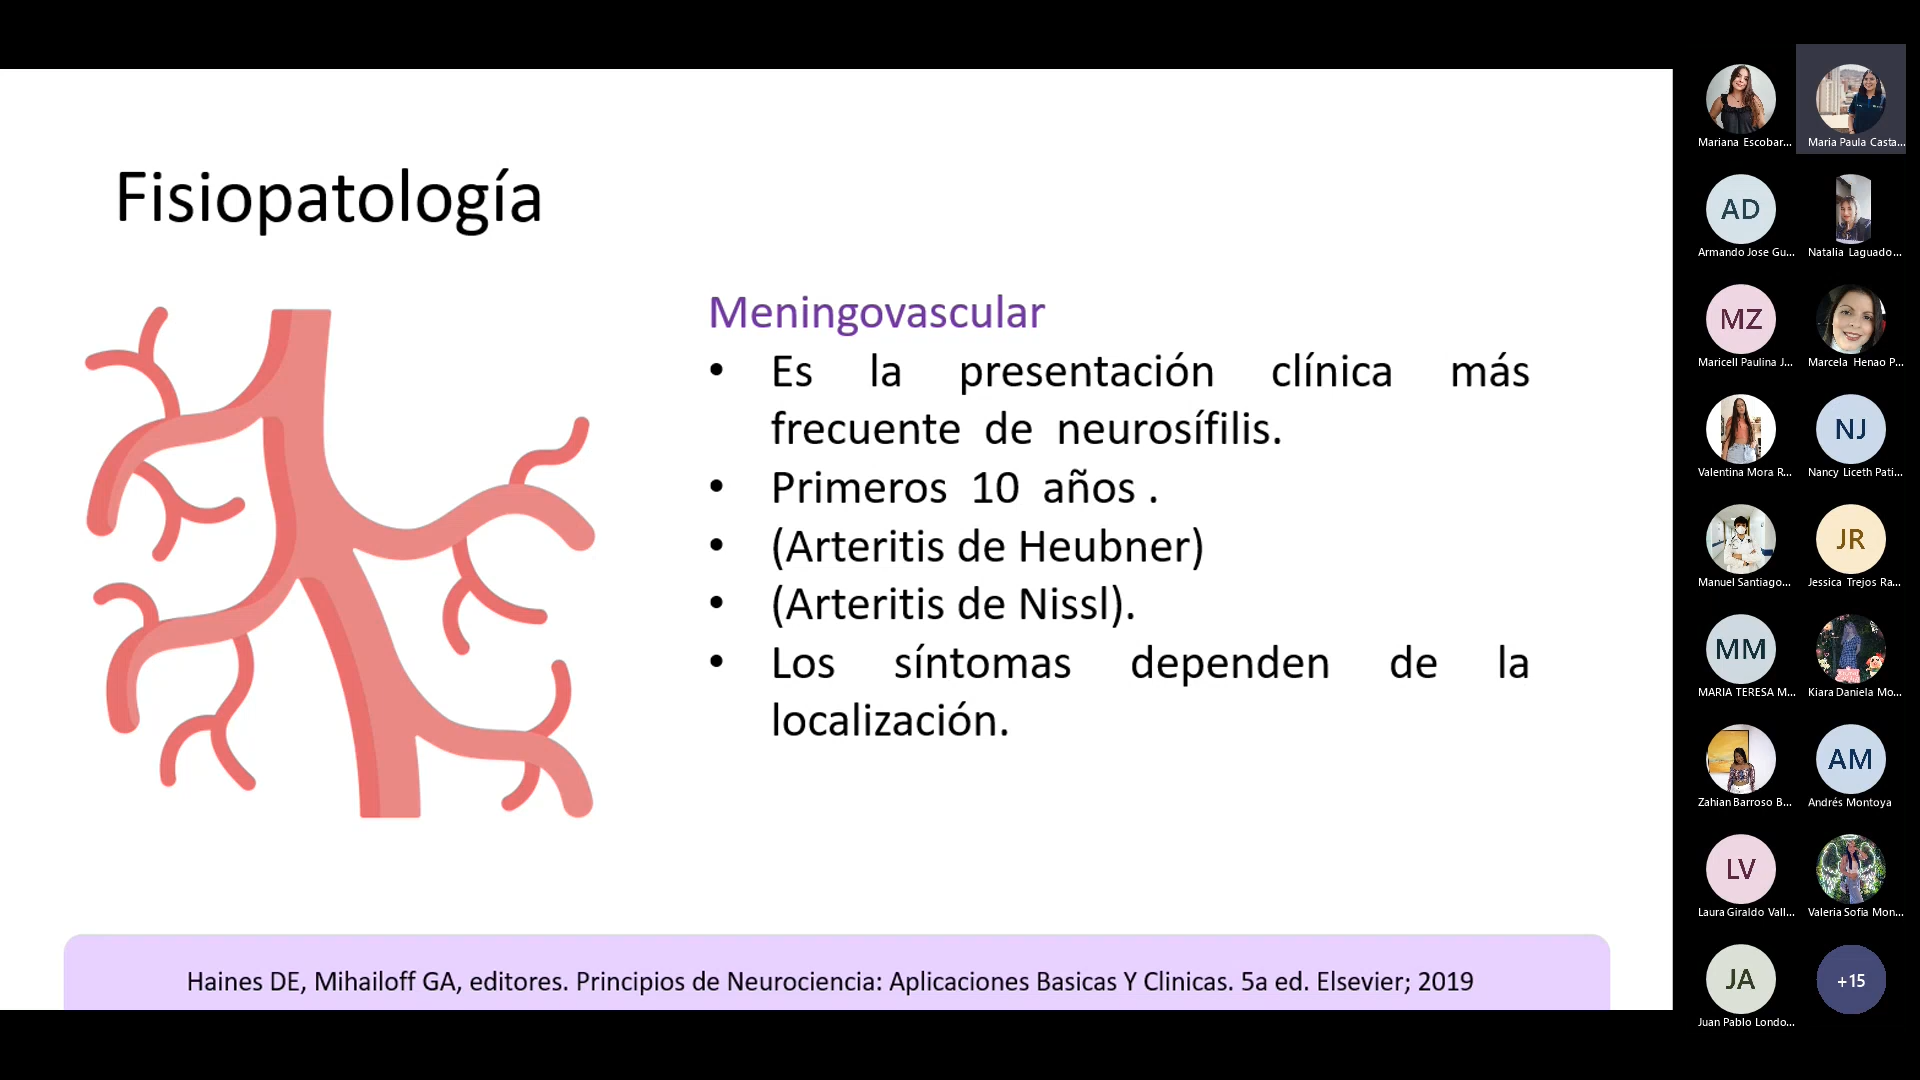 Fisiopatología
Meningovascular
• Es la presentación clínica más
frecuente de neurosífilis.
• Primeros 10 años .
• (Arteritis de Heubner)
• (Arteritis de Nissl).
• Los síntomas dependen de la
localización.
Haines DE, Mihailoff GA, editores. Principios de Neurociencia: Aplicaciones Basicas Y Clinicas. 5a ed. Elsevier; 2019
Mariana Escobar...
Maria Paula Casta...
AD
Armando Jose Gu...
Natalia Laguado...
MZ
Maricell Paulina J...
Marcela Henao P...
Valentina Mora R...
NJ
Nancy Liceth Pati...
Manuel Santiago...
JR
Jessica Trejos Ra...
MM
MARIA TERESA M...
Kiara Daniela Mo...
Zahian Barroso B...
AM
Andrés Montoya
LV
Laura Giraldo Vall...
Valeria Sofia Mon...
JA
Juan Pablo Londo...
+15